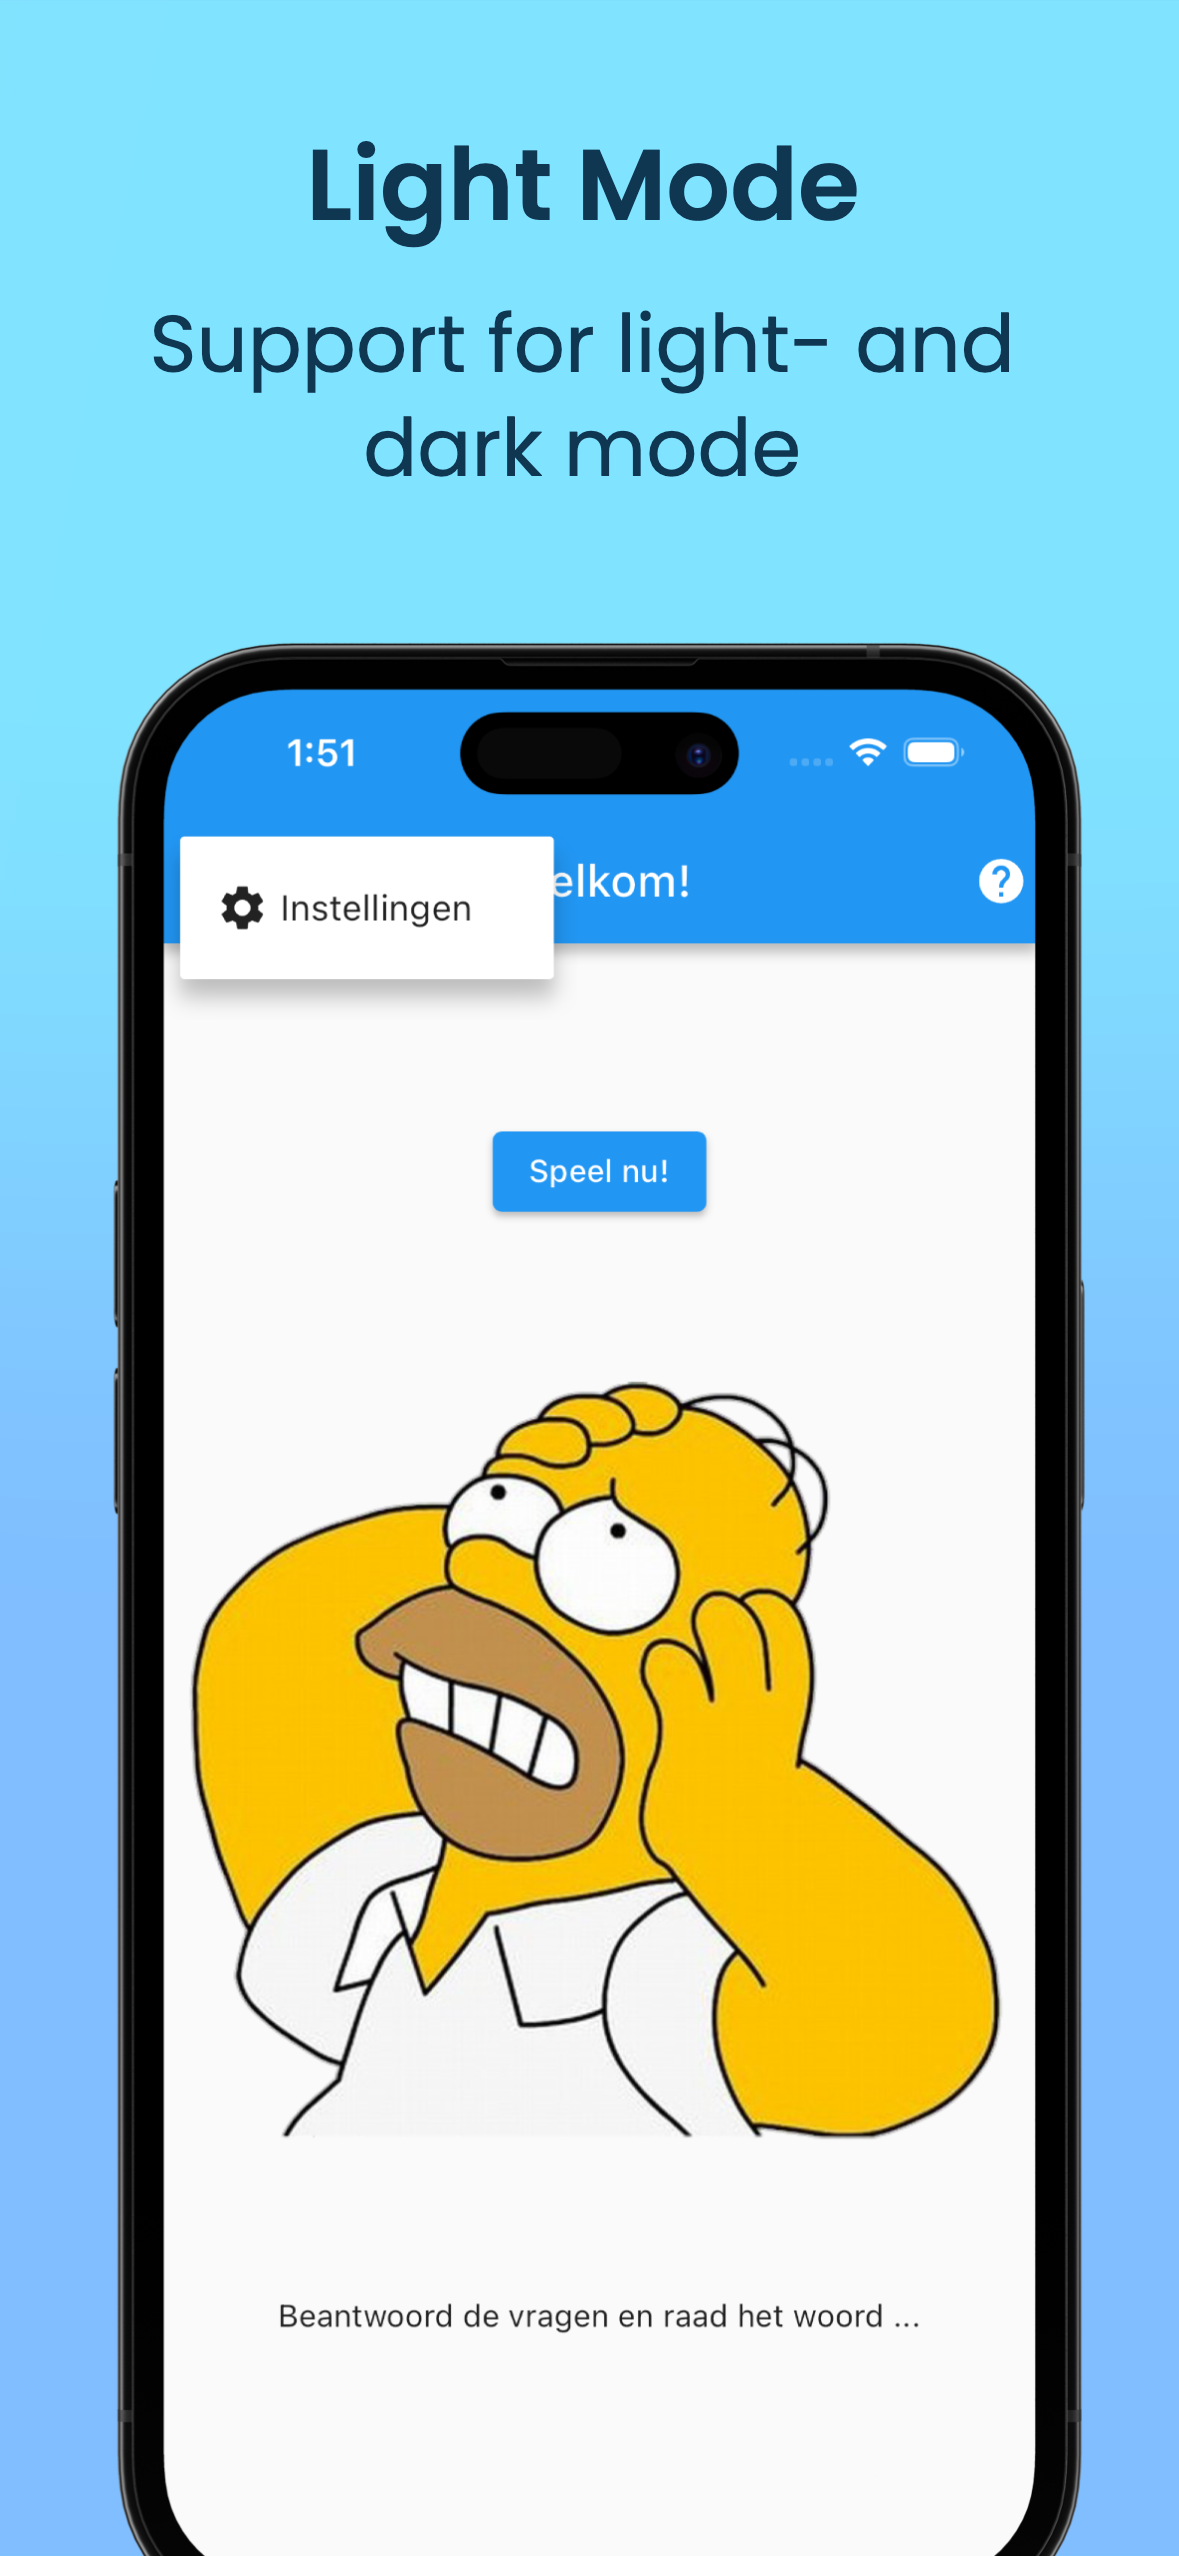 Light Mode
Support for light- and
dark mode
1:51
Instellingen
elkom!
Speel nu!
Beantwoord de vragen en raad het woord ...